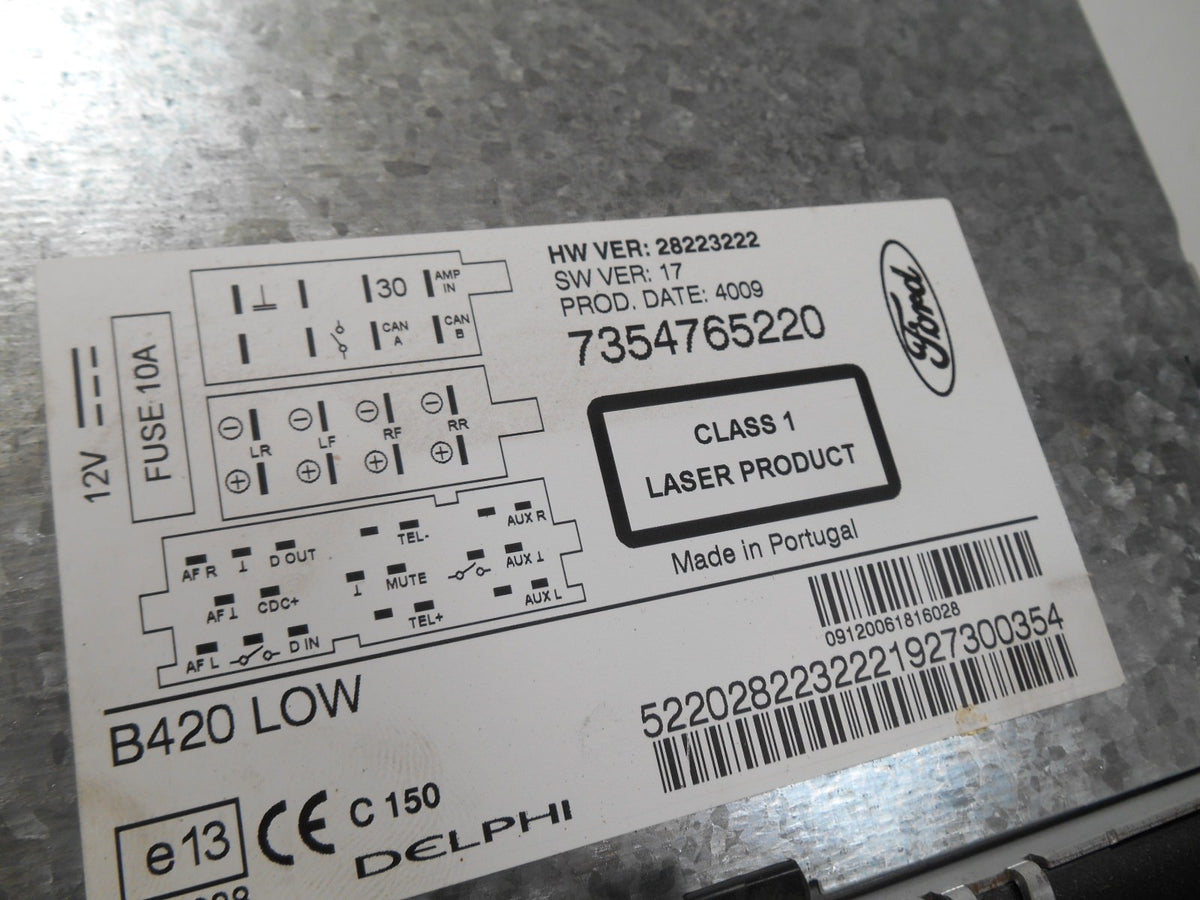 HW VER: 28223222
SW VER: 17
PROD. DATE: 4009
7354765220
Ford
CLASS 1
LASER PRODUCT
Made in Portugal
12V
FUSE 10A
30 AMP IN
CAN A CAN B
LR LF RF RR
TEL- AUX R
AF R D OUT
MUTE AUX
AF CDC+
TEL+ AUX L
AF L D IN
09120061816028
5220282232221927300354
B420 LOW
e13 CE C 150
DELPHI